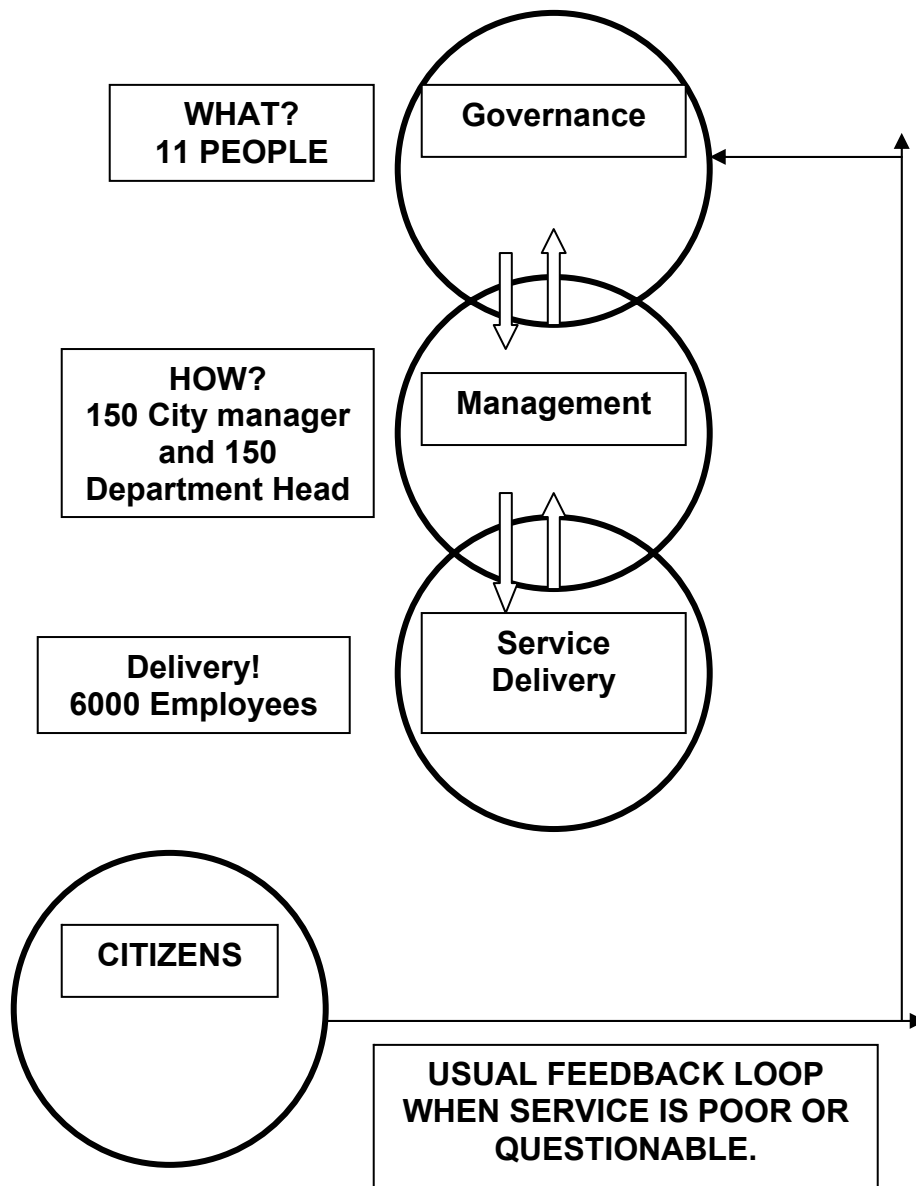 WHAT?
11 PEOPLE
Governance
HOW?
150 City manager
and 150
Department Head
Management
Delivery!
6000 Employees
Service
Delivery
CITIZENS
USUAL FEEDBACK LOOP
WHEN SERVICE IS POOR OR
QUESTIONABLE.